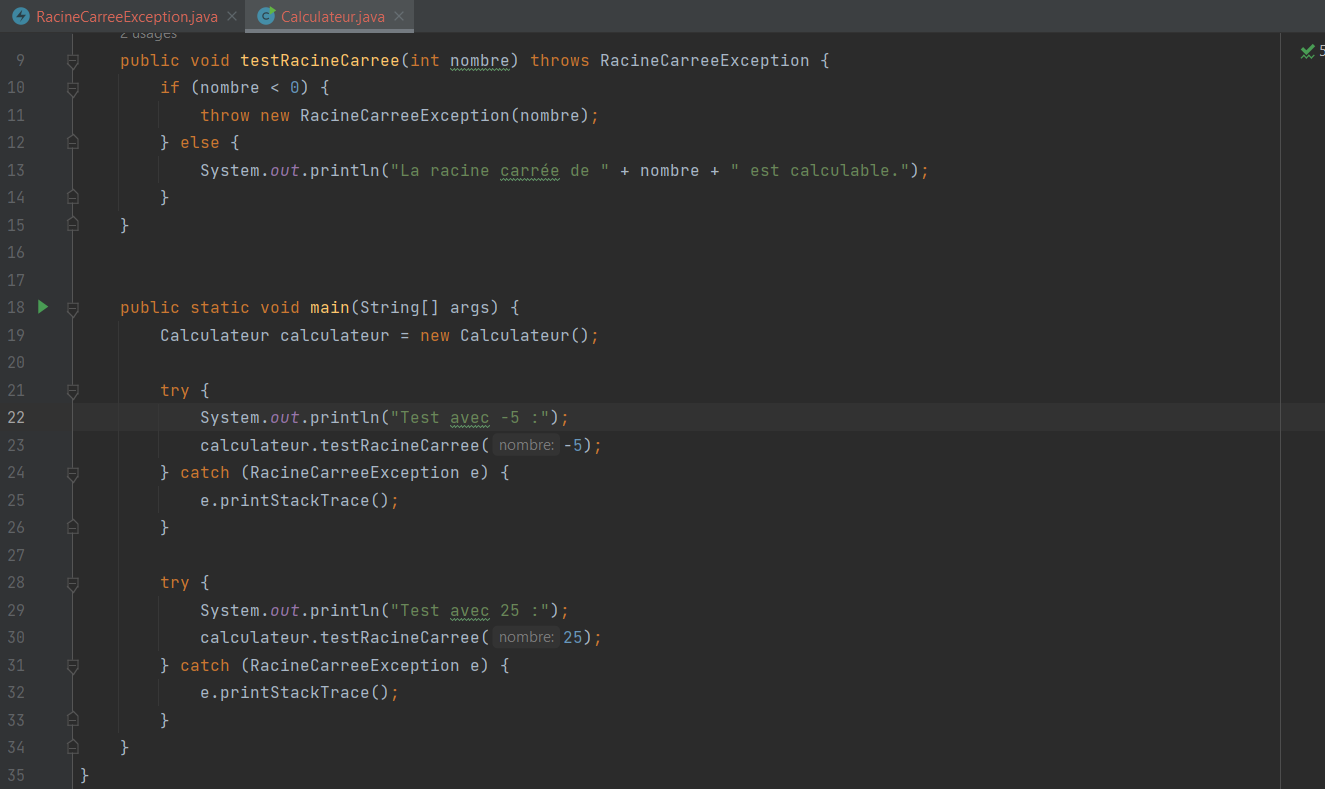 RacineCarreeException.java Calculateur.java
2 usages
9 public void testRacineCarree(int nombre) throws RacineCarreeException { 5
10 if (nombre < 0) {
11 throw new RacineCarreeException(nombre);
12 } else {
13 System.out.println("La racine carrée de " + nombre + " est calculable.");
14 }
15 }
16
17
18 public static void main(String[] args) {
19 Calculateur calculateur = new Calculateur();
20
21 try {
22 System.out.println("Test avec -5 :");
23 calculateur.testRacineCarree( nombre: -5);
24 } catch (RacineCarreeException e) {
25 e.printStackTrace();
26 }
27
28 try {
29 System.out.println("Test avec 25 :");
30 calculateur.testRacineCarree( nombre: 25);
31 } catch (RacineCarreeException e) {
32 e.printStackTrace();
33 }
34 }
35 }